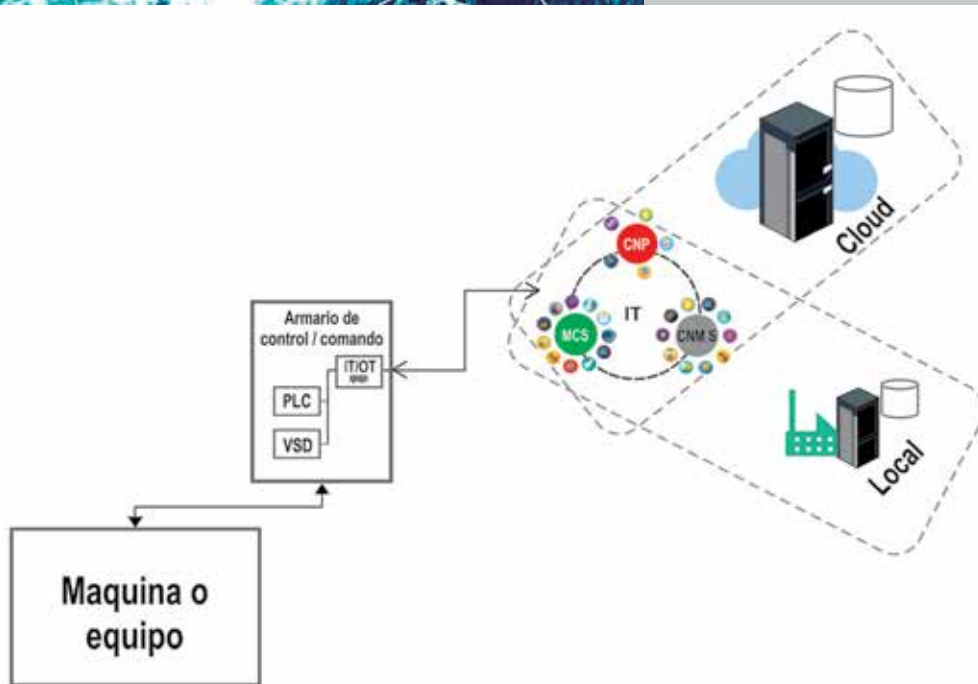 Cloud
CNP
IT
MCS
CNM S
Armario de
control / comando
IT/OT
PLC
VSD
Local
Maquina o
equipo